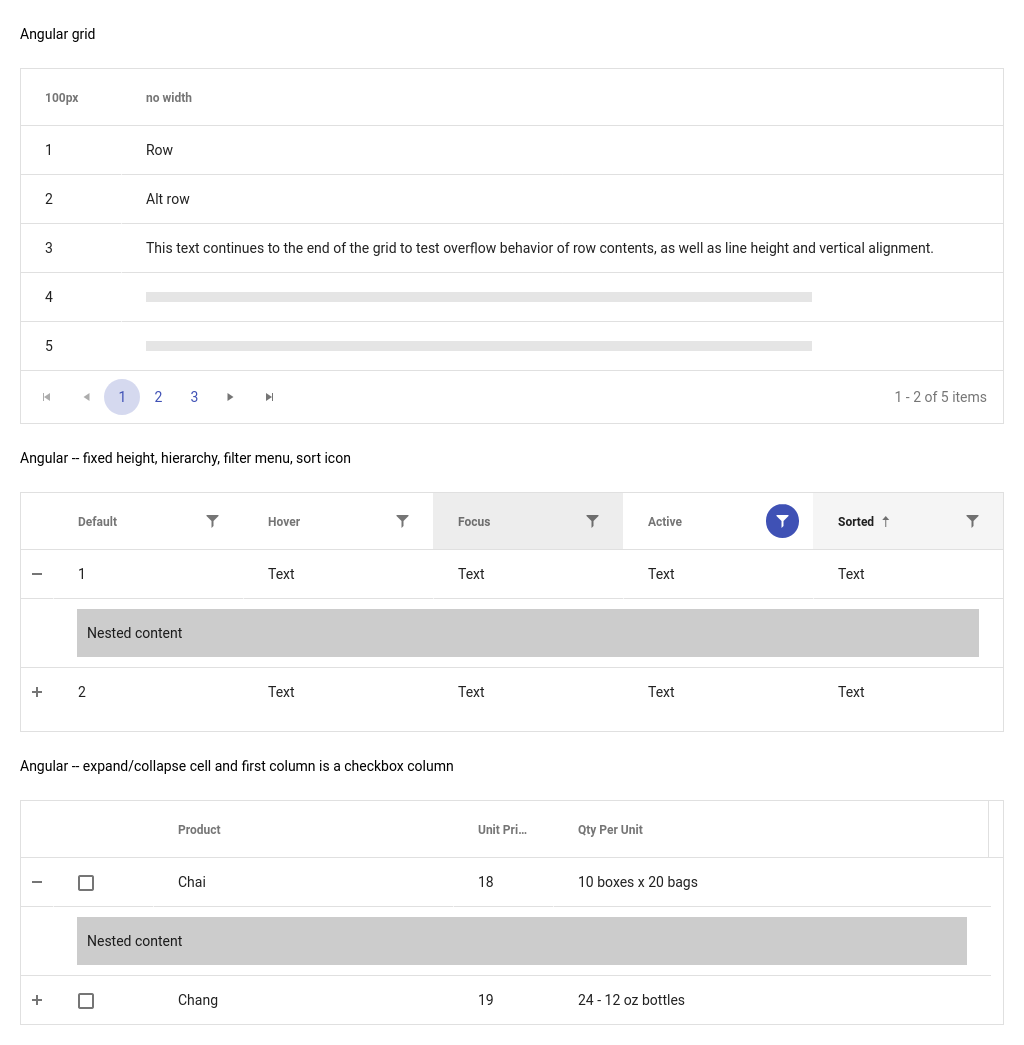 Angular grid
100px no width
1 Row
2 Alt row
3 This text continues to the end of the grid to test overflow behavior of row contents, as well as line height and vertical alignment.
4
5
1 2 3 1 - 2 of 5 items
Angular -- fixed height, hierarchy, filter menu, sort icon
Default Hover Focus Active Sorted
1 Text Text Text Text
Nested content
2 Text Text Text Text
Angular -- expand/collapse cell and first column is a checkbox column
Product Unit Pri... Qty Per Unit
Chai 18 10 boxes x 20 bags
Nested content
Chang 19 24 - 12 oz bottles